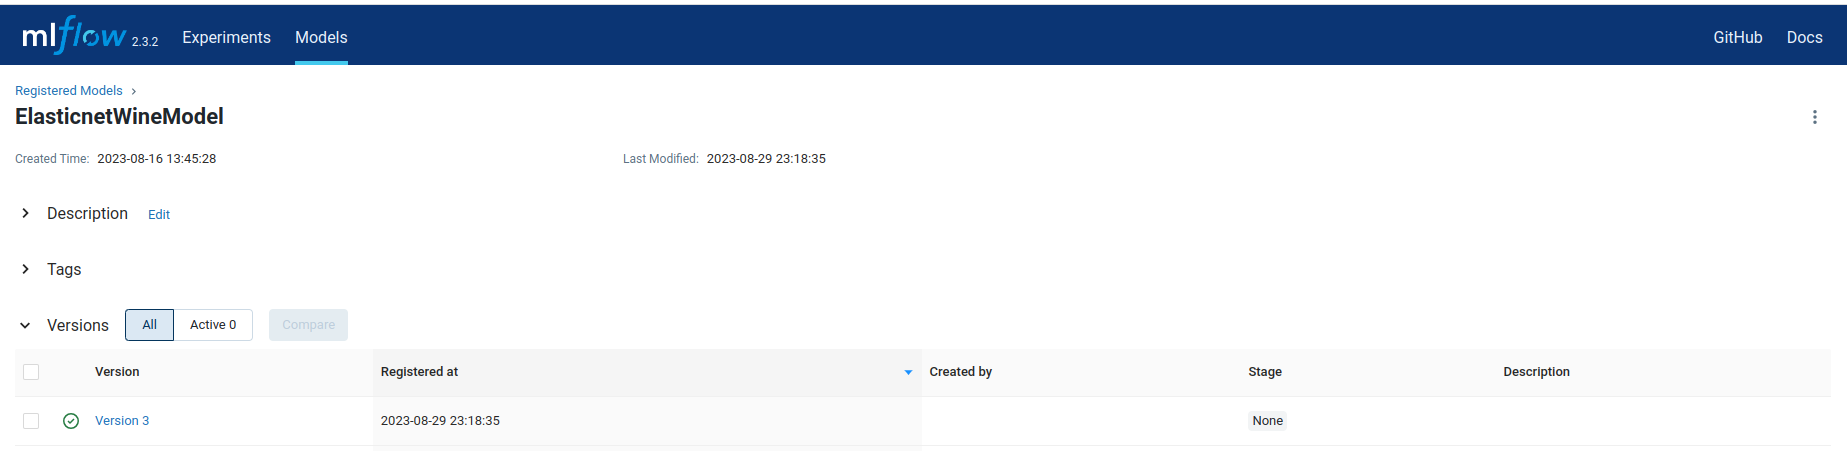 mlflow 2.3.2 Experiments Models GitHub Docs
Registered Models ›
ElasticnetWineModel
Created Time: 2023-08-16 13:45:28 Last Modified: 2023-08-29 23:18:35
Description Edit
Tags
Versions All Active 0 Compare
Version Registered at Created by Stage Description
Version 3 2023-08-29 23:18:35 None